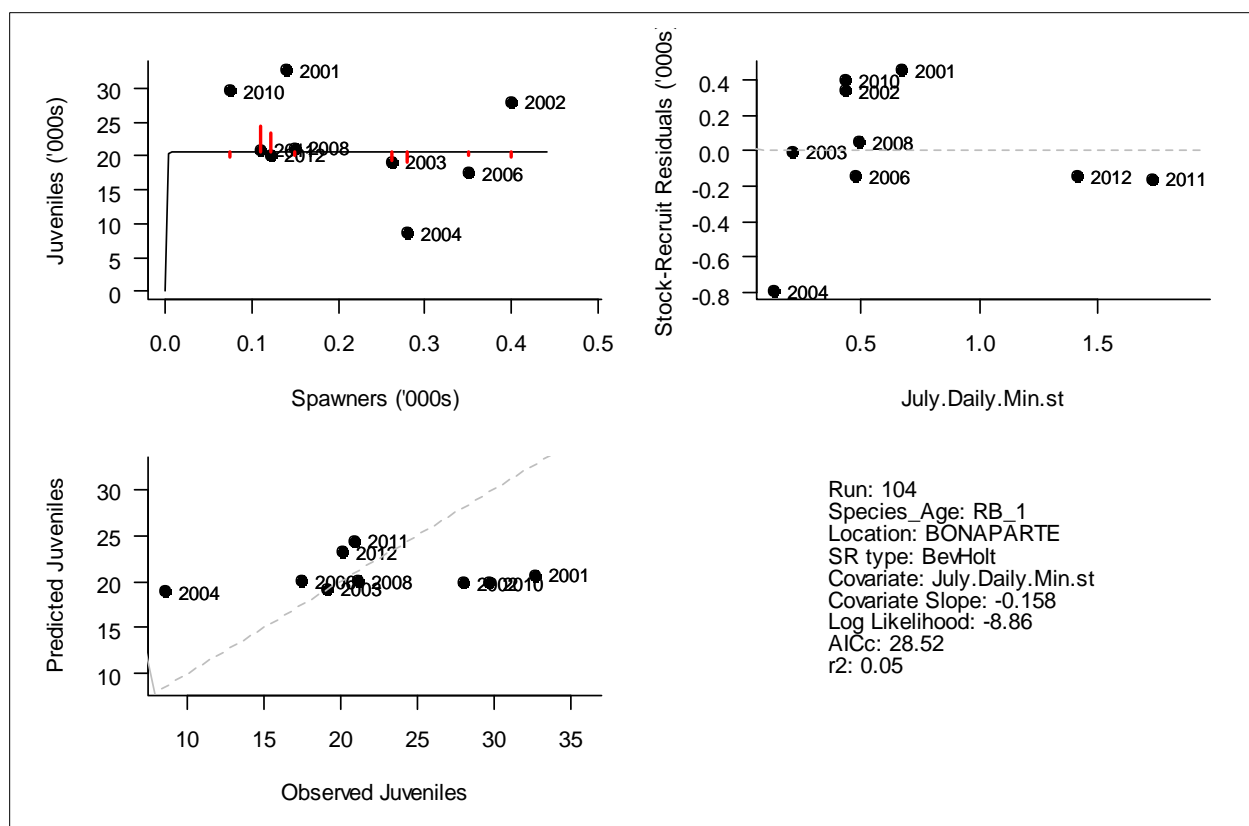 Juveniles ('000s)
30
25
20
15
10
5
0
2001
2010
2002
2011
2008
2012
2003
2006
2004
0.0 0.1 0.2 0.3 0.4 0.5
Spawners ('000s)
Stock-Recruit Residuals ('000s
0.4
0.2
0.0
-0.2
-0.4
-0.6
-0.8
2001
2010
2002
2008
2003
2006
2012
2011
2004
0.5 1.0 1.5
July.Daily.Min.st
Predicted Juveniles
30
25
20
15
10
2011
2012
2004
2006
2008
2003
2002
2010
2001
10 15 20 25 30 35
Observed Juveniles
Run: 104
Species_Age: RB_1
Location: BONAPARTE
SR type: BevHolt
Covariate: July.Daily.Min.st
Covariate Slope: -0.158
Log Likelihood: -8.86
AICc: 28.52
r2: 0.05